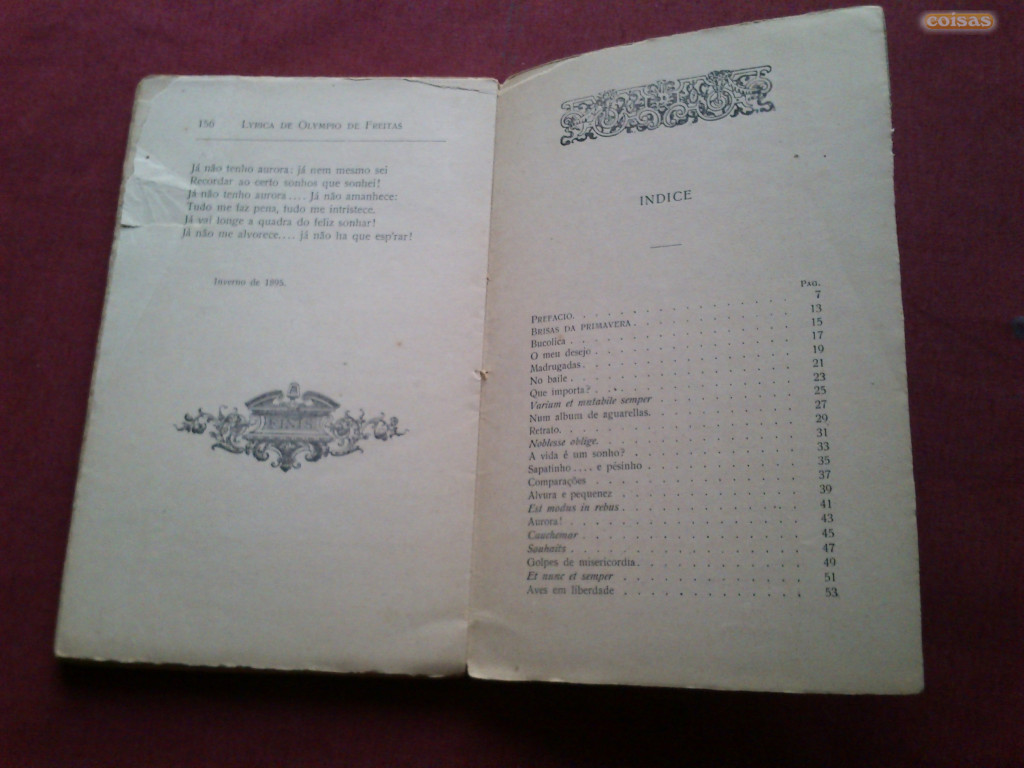 coisas
150 LYRICA DE OLYMPIO DE FREITAS
Já não tenho aurora: já nem mesmo sei
Recordar ao certo sonhos que sonhei!
Já não tenho aurora.... Já não amanhece:
Tudo me faz pena, tudo me intristece.
Já vai longe a quadra do feliz sonhar!
Já não me alvorece.... já não ha que esp'rar!
Inverno de 1895.
FINIS
INDICE
PAG.
PREFACIO. 7
BRISAS DA PRIMAVERA. 13
Bucolica 15
O meu desejo 17
Madrugadas. 19
No baile. 21
Que importa? 23
Variam et mutabile semper 25
Num album de aguarellas. 27
Retrato. 29
Noblesse oblige. 31
A vida é um sonho? 33
Sapatinho.... e pésinho 35
Comparações 37
Alvura e pequenez 39
Est modus in rebus. 41
Aurora! 43
Cauchemar 45
Souhaits 47
Golpes de misericordia. 49
Et nunc et semper 51
Aves em liberdade 53